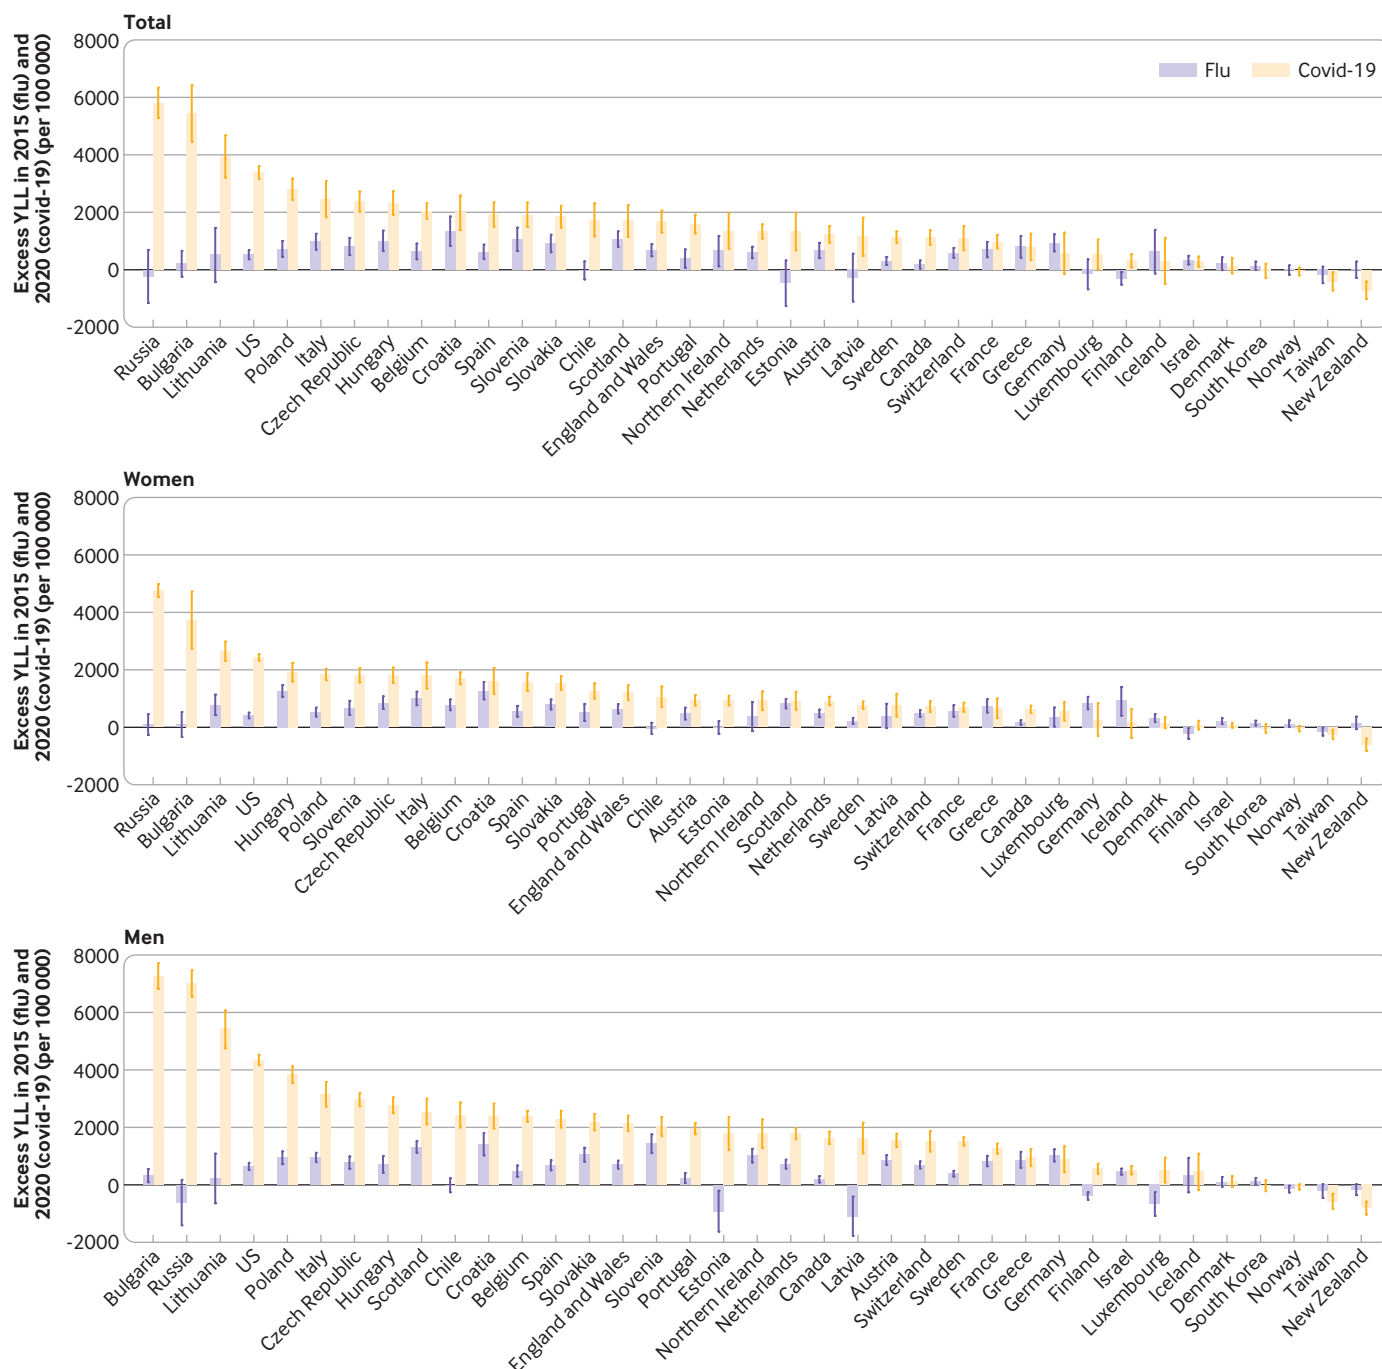 Total
Excess YLL in 2015 (flu) and
2020 (covid-19) (per 100 000)
8000
6000
4000
2000
0
-2000
Flu
Covid-19
Russia
Bulgaria
Lithuania
US
Poland
Italy
Czech Republic
Hungary
Belgium
Croatia
Spain
Slovenia
Slovakia
Chile
Scotland
England and Wales
Portugal
Northern Ireland
Netherlands
Estonia
Austria
Latvia
Sweden
Canada
Switzerland
France
Greece
Germany
Luxembourg
Finland
Iceland
Israel
Denmark
South Korea
Norway
Taiwan
New Zealand
Women
Excess YLL in 2015 (flu) and
2020 (covid-19) (per 100 000)
8000
6000
4000
2000
0
-2000
Russia
Bulgaria
Lithuania
US
Hungary
Poland
Slovenia
Czech Republic
Italy
Belgium
Croatia
Spain
Slovakia
Portugal
England and Wales
Chile
Austria
Estonia
Northern Ireland
Scotland
Netherlands
Sweden
Latvia
Switzerland
France
Greece
Canada
Luxembourg
Germany
Iceland
Denmark
Finland
Israel
South Korea
Norway
Taiwan
New Zealand
Men
Excess YLL in 2015 (flu) and
2020 (covid-19) (per 100 000)
8000
6000
4000
2000
0
-2000
Bulgaria
Russia
Lithuania
US
Poland
Italy
Czech Republic
Hungary
Scotland
Chile
Croatia
Belgium
Spain
Slovakia
England and Wales
Slovenia
Portugal
Estonia
Northern Ireland
Netherlands
Canada
Latvia
Austria
Switzerland
Sweden
France
Greece
Germany
Finland
Israel
Luxembourg
Iceland
Denmark
South Korea
Norway
Taiwan
New Zealand